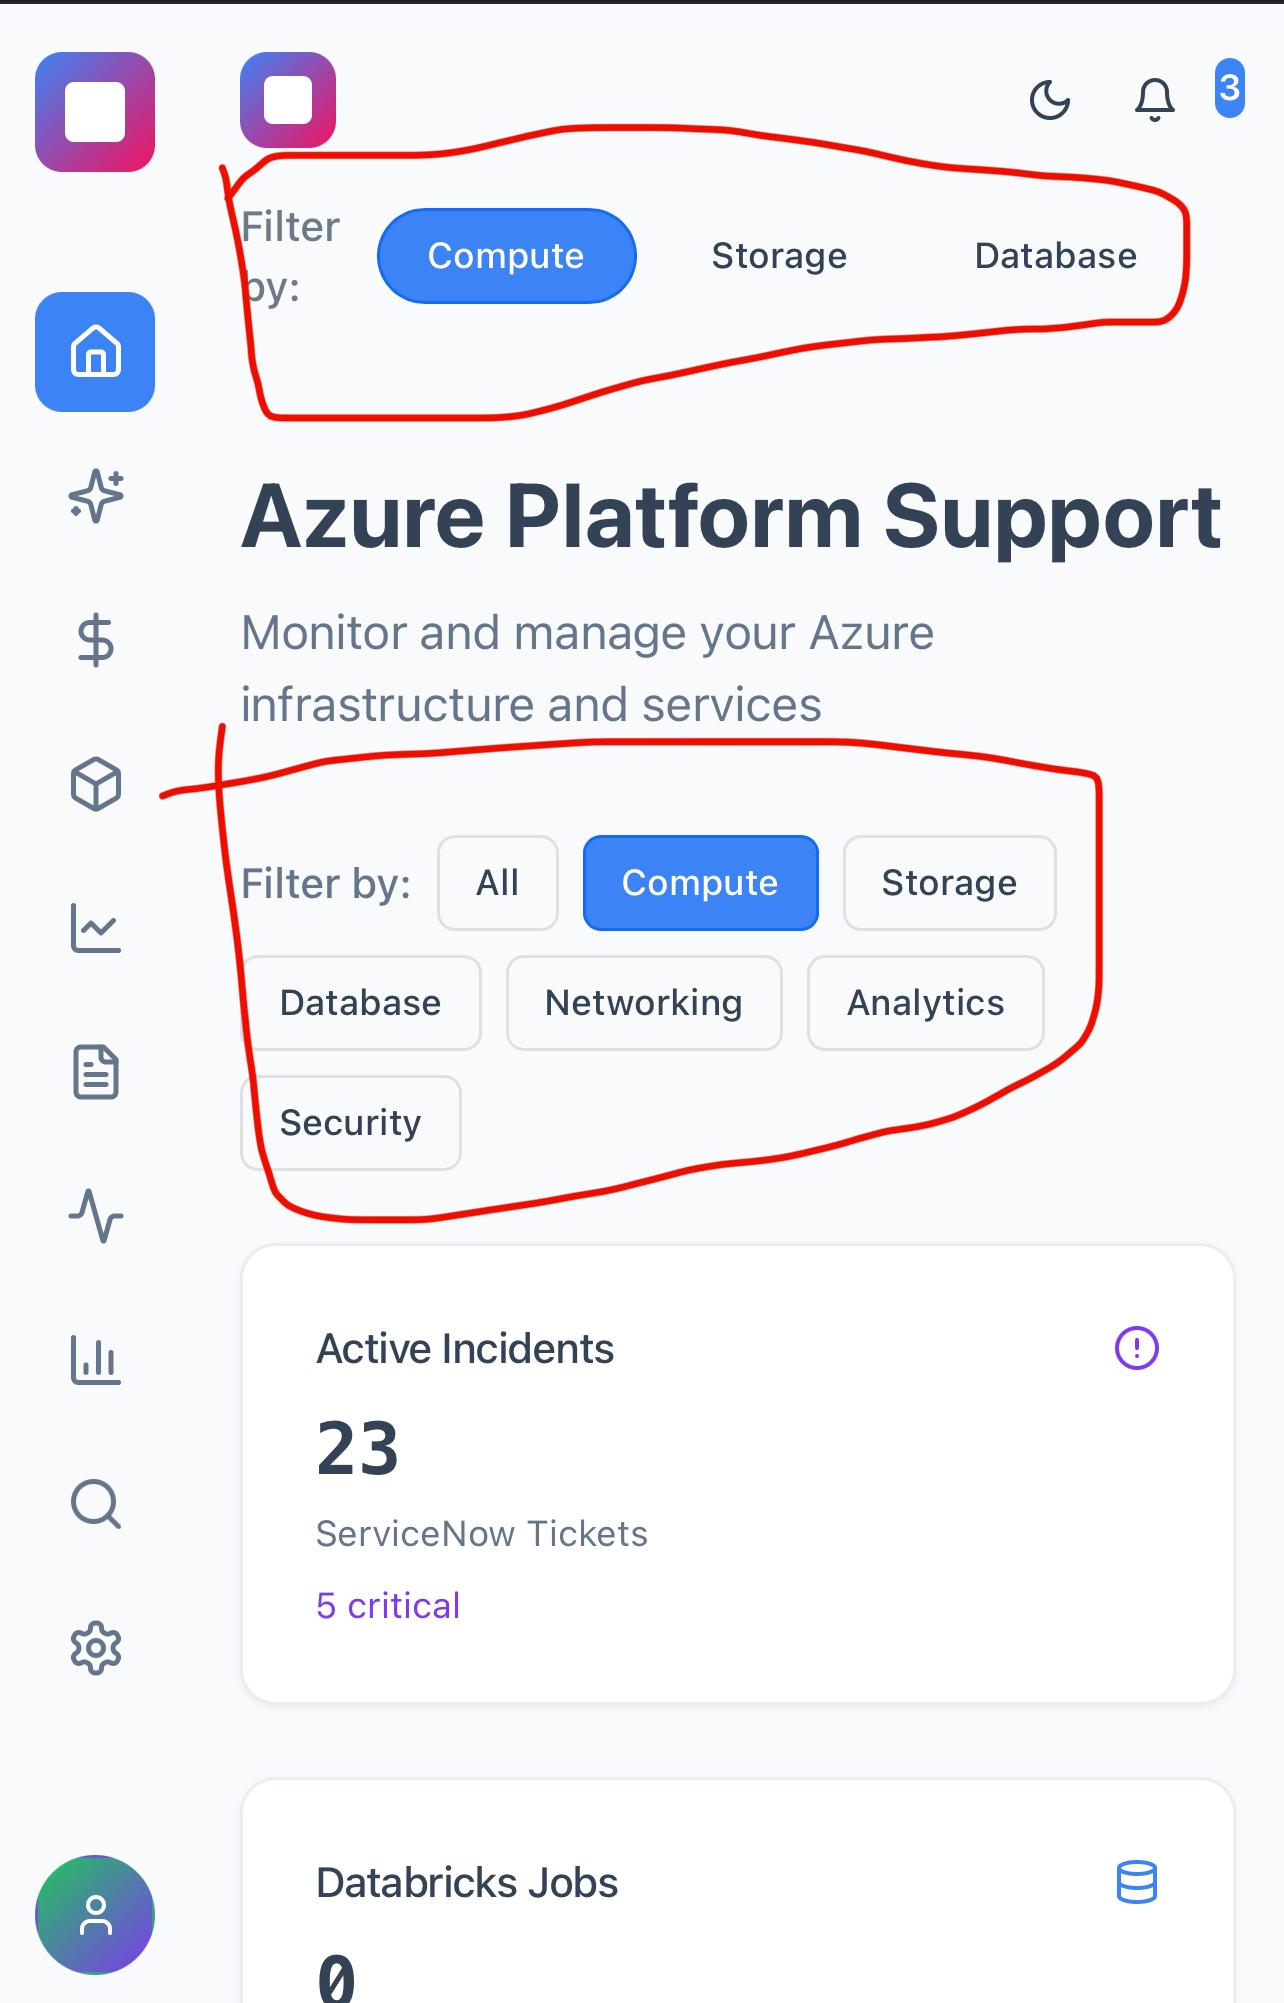 3
Filter by:
Compute Storage Database
Azure Platform Support
Monitor and manage your Azure
infrastructure and services
Filter by: All Compute Storage
Database Networking Analytics
Security
Active Incidents
23
ServiceNow Tickets
5 critical
Databricks Jobs
0